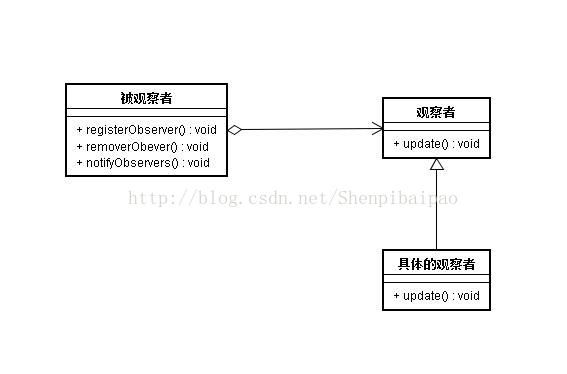 被观察者
+ registerObserver() : void
+ removerObever() : void
+ notifyObservers() : void
观察者
+ update() : void
http://blog.csdn.net/Shenpibaipao
具体的观察者
+ update() : void